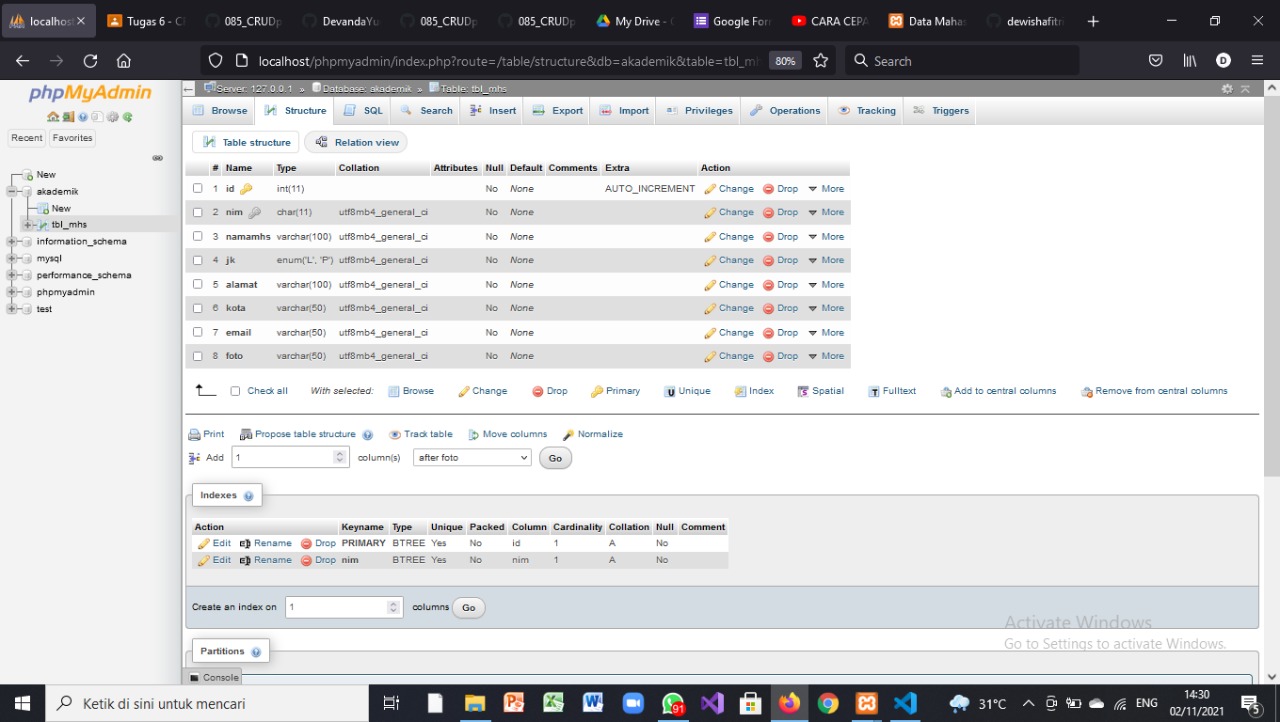 localhost
Tugas 6 - C
085_CRUDp
DevandaYu
085_CRUDp
085_CRUDp
My Drive -
Google For
CARA CEPA
Data Mahas
dewishafitri
localhost/phpmyadmin/index.php?route=/table/structure&db=akademik&table=tbl_mh
80%
Search
D
phpMyAdmin
Recent Favorites
New
akademik
New
tbl_mhs
information_schema
mysql
performance_schema
phpmyadmin
test
Server: 127.0.0.1 » Database: akademik » Table: tbl_mhs
Browse Structure SQL Search Insert Export Import Privileges Operations Tracking Triggers
Table structure Relation view
# Name Type Collation Attributes Null Default Comments Extra Action
1 id int(11) No None AUTO_INCREMENT Change Drop More
2 nim char(11) utf8mb4_general_ci No None Change Drop More
3 namamhs varchar(100) utf8mb4_general_ci No None Change Drop More
4 jk enum('L', 'P') utf8mb4_general_ci No None Change Drop More
5 alamat varchar(100) utf8mb4_general_ci No None Change Drop More
6 kota varchar(50) utf8mb4_general_ci No None Change Drop More
7 email varchar(50) utf8mb4_general_ci No None Change Drop More
8 foto varchar(50) utf8mb4_general_ci No None Change Drop More
Check all With selected: Browse Change Drop Primary Unique Index Spatial Fulltext Add to central columns Remove from central columns
Print Propose table structure Track table Move columns Normalize
Add 1 column(s) after foto Go
Indexes
Action Keyname Type Unique Packed Column Cardinality Collation Null Comment
Edit Rename Drop PRIMARY BTREE Yes No id 1 A No
Edit Rename Drop nim BTREE Yes No nim 1 A No
Create an index on 1 columns Go
Partitions
Console
Activate Windows
Go to Settings to activate Windows.
Ketik di sini untuk mencari
91
31°C
ENG
14:30
02/11/2021
5